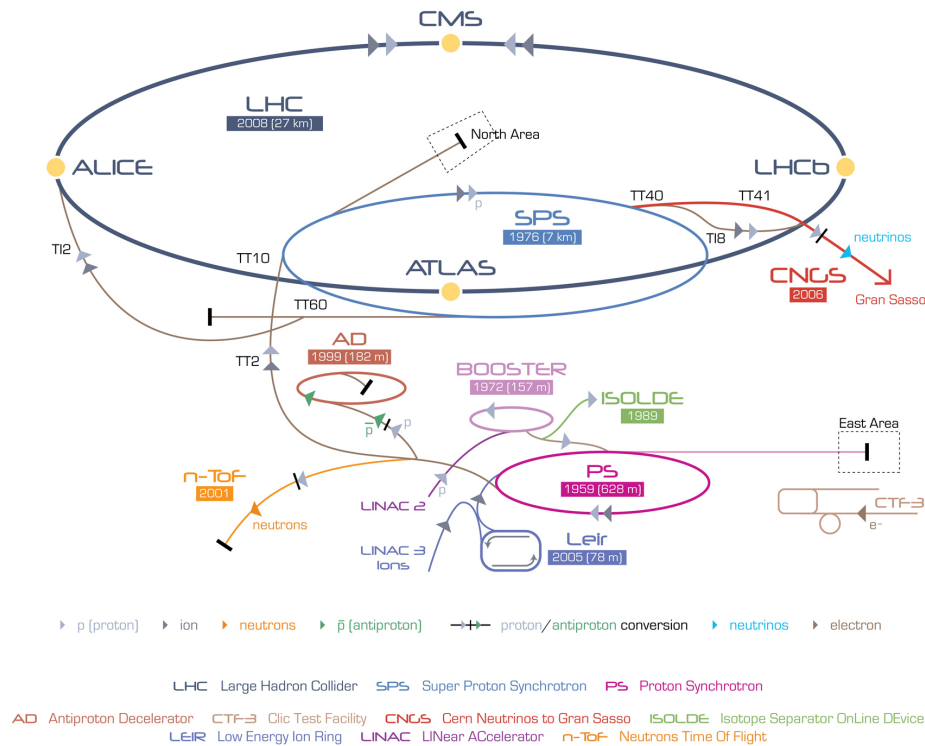 CMS
LHC
2008 (27 km)
North Area
ALICE
LHCb
TT40
TT41
p
SPS
1976 (7 km)
TI8
neutrinos
TI2
TT10
ATLAS
CNGS
2006
Gran Sasso
TT60
AD
1999 (182 m)
TT2
BOOSTER
1972 (157 m)
ISOLDE
1989
East Area
p̄
p
n-ToF
2001
neutrons
LINAC 2
p
PS
1959 (628 m)
CTF-3
e⁻
LINAC 3
Ions
Leir
2005 (78 m)
p (proton)
ion
neutrons
p̄ (antiproton)
proton/antiproton conversion
neutrinos
electron
LHC Large Hadron Collider SPS Super Proton Synchrotron PS Proton Synchrotron
AD Antiproton Decelerator CTF-3 Clic Test Facility CNGS Cern Neutrinos to Gran Sasso ISOLDE Isotope Separator OnLine DEvice
LEIR Low Energy Ion Ring LINAC LINear ACcelerator n-ToF Neutrons Time Of Flight